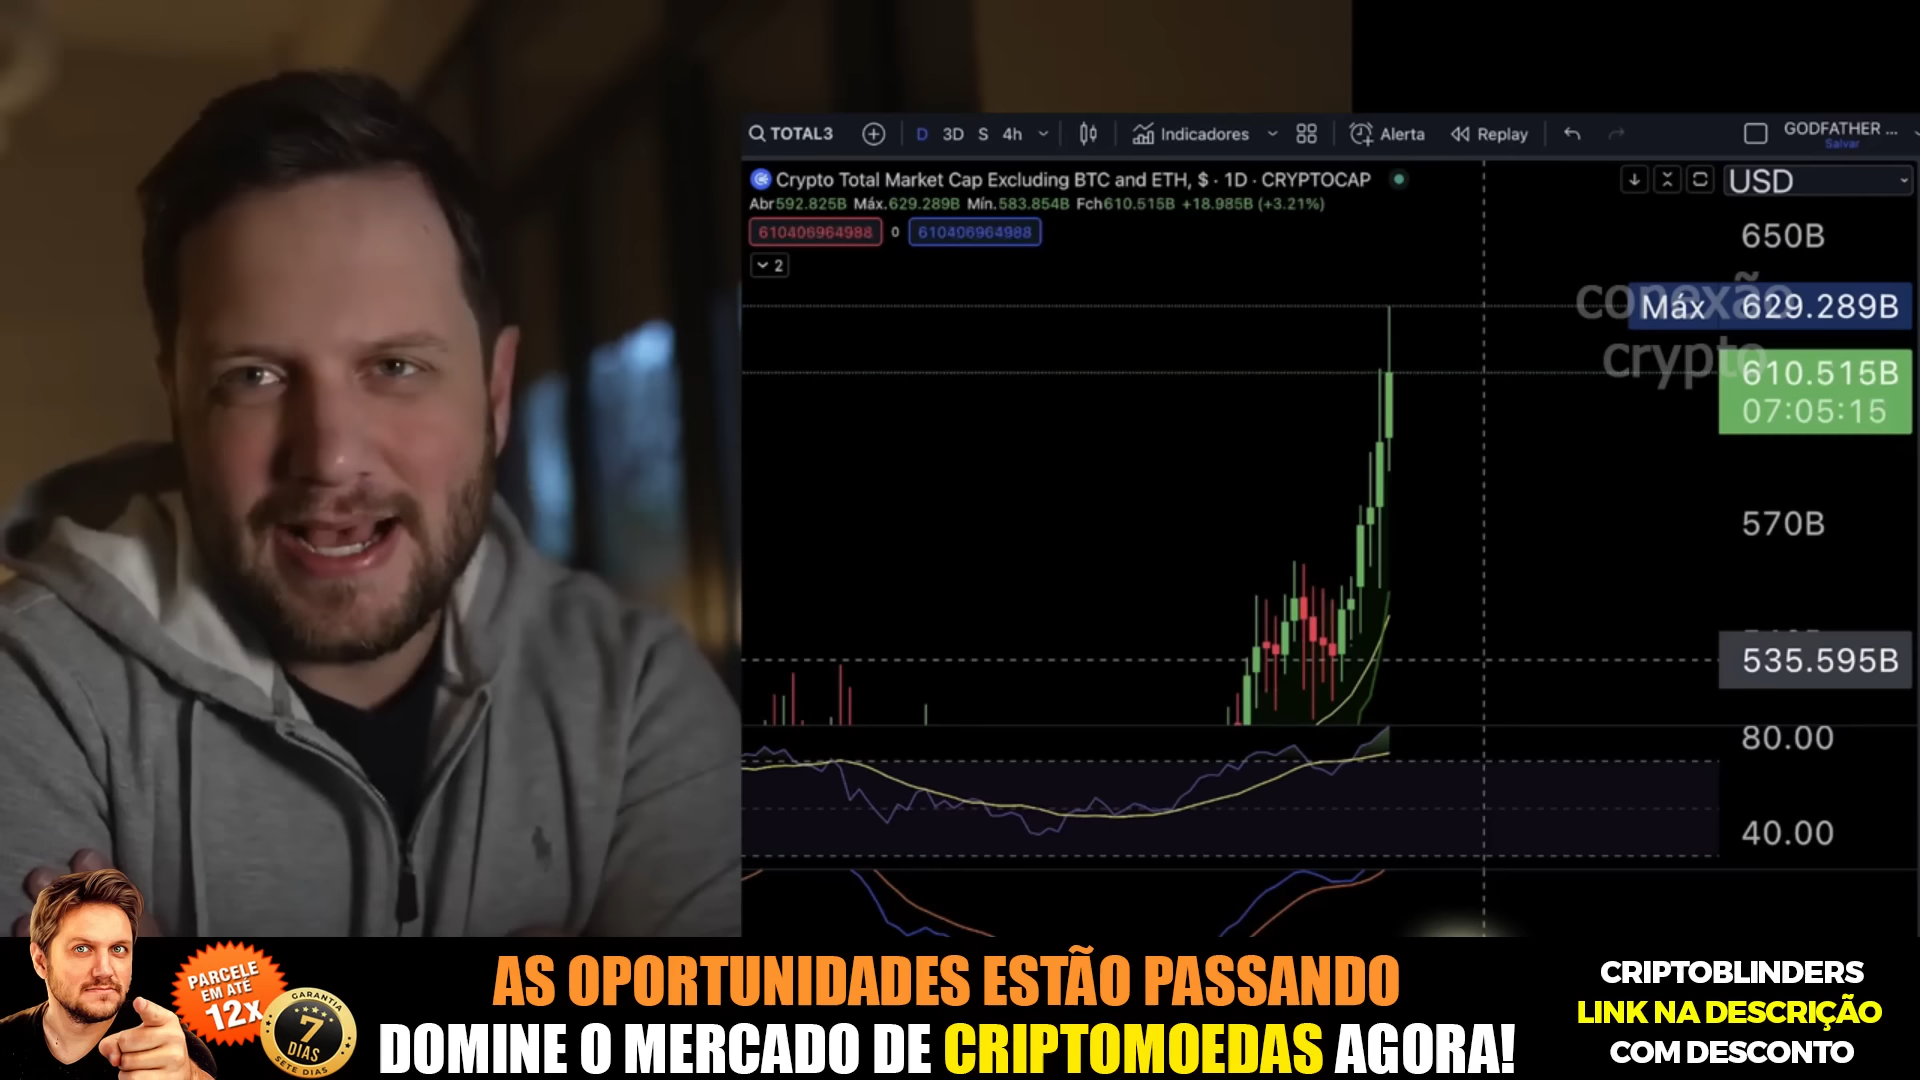 TOTAL3 D 3D S 4h Indicadores Alerta Replay GODFATHER ...
Salvar
Crypto Total Market Cap Excluding BTC and ETH, $ · 1D · CRYPTOCAP
USD
Abr592.825B Máx.629.289B Mín.583.854B Fch610.515B +18.985B (+3.21%)
610406964988 0 610406964988
2
650B
conexão
crypto
Máx 629.289B
610.515B
07:05:15
570B
535.595B
80.00
40.00
PARCELE
EM ATÉ
12x
GARANTIA
7
DIAS
SETE DIAS
AS OPORTUNIDADES ESTÃO PASSANDO
DOMINE O MERCADO DE CRIPTOMOEDAS AGORA!
CRIPTOBLINDERS
LINK NA DESCRIÇÃO
COM DESCONTO